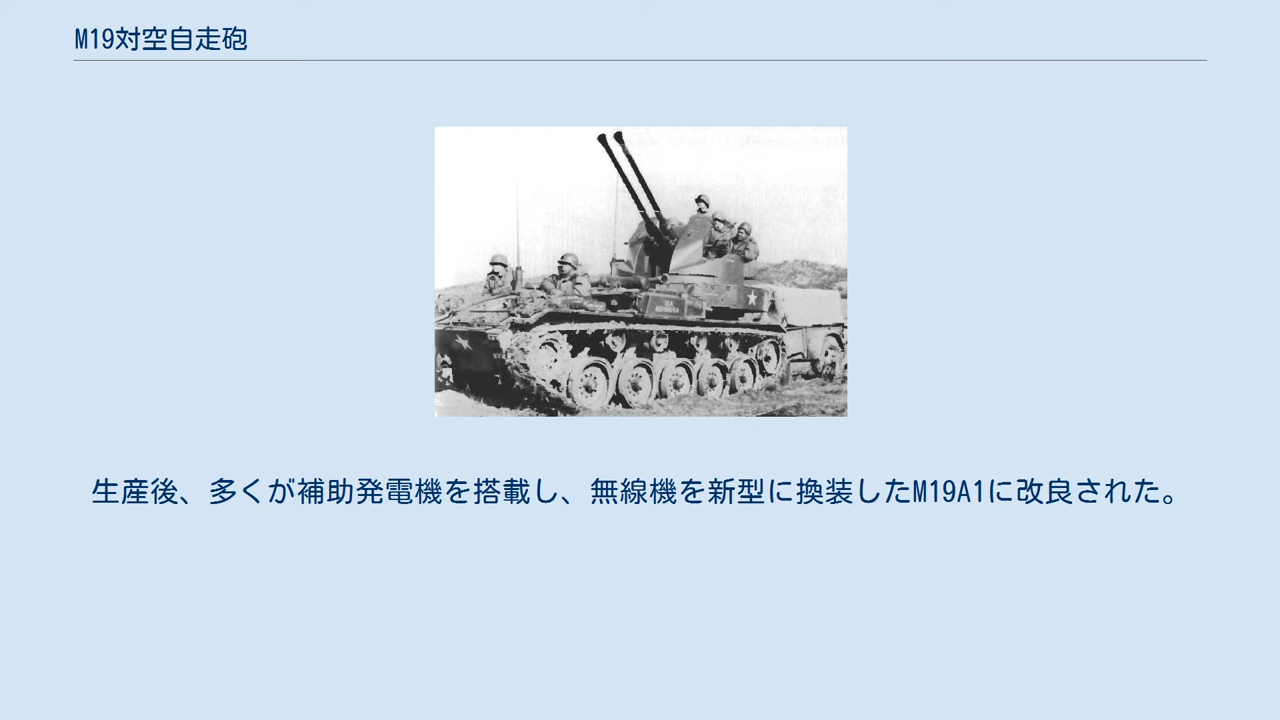 M19対空自走砲
生産後、多くが補助発電機を搭載し、無線機を新型に換装したM19A1に改良された。